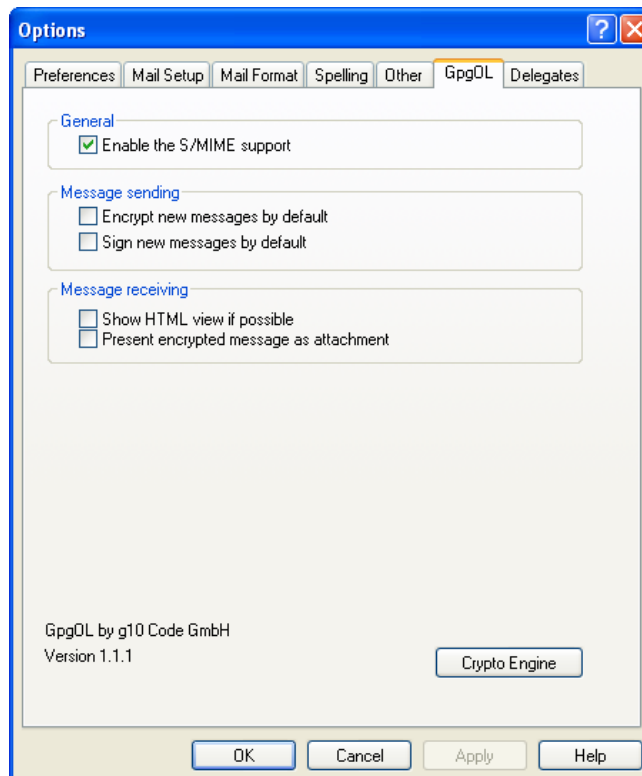 Options
Preferences Mail Setup Mail Format Spelling Other GpgOL Delegates
General
Enable the S/MIME support
Message sending
Encrypt new messages by default
Sign new messages by default
Message receiving
Show HTML view if possible
Present encrypted message as attachment
GpgOL by g10 Code GmbH
Version 1.1.1
Crypto Engine
OK Cancel Apply Help